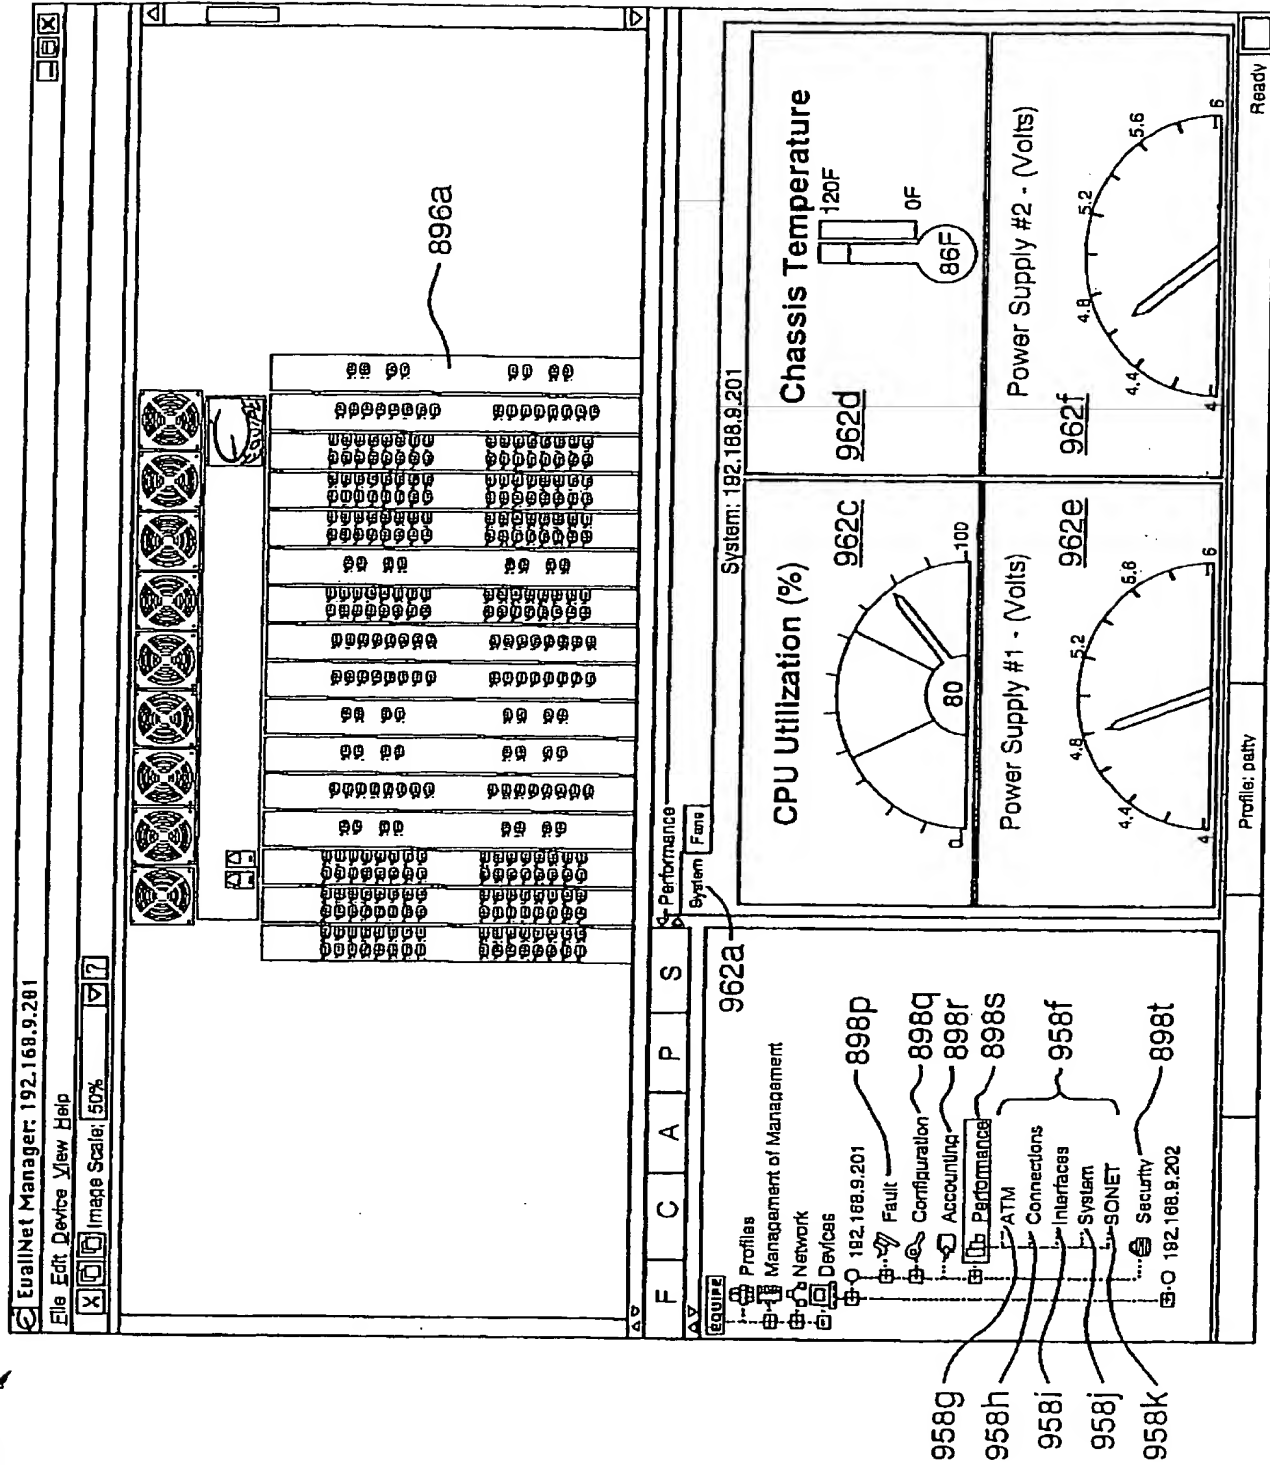 EuallNet Manager: 192.168.9.201
File Edit Device View Help
Image Scale: 50%
?
EQUIPE
896a
F C A P S
EQUIPE
Profiles
Management of Management
Network
Devices
192.168.9.201
Fault
Configuration
Accounting
Performance
ATM
Connections
Interfaces
System
SONET
Security
192.168.9.202
898p
898q
898r
898s
958f
898t
958g
958h
958i
958j
958k
962a
Performance
System Fans
System: 192.168.9.201
CPU Utilization (%)
962c
0 100
80
Chassis Temperature
962d
120F
0F
86F
Power Supply #1 - (Volts)
962e
4 4.4 4.8 5.2 5.6 6
Power Supply #2 - (Volts)
962f
4 4.4 4.8 5.2 5.6 6
Profile: patty
Ready